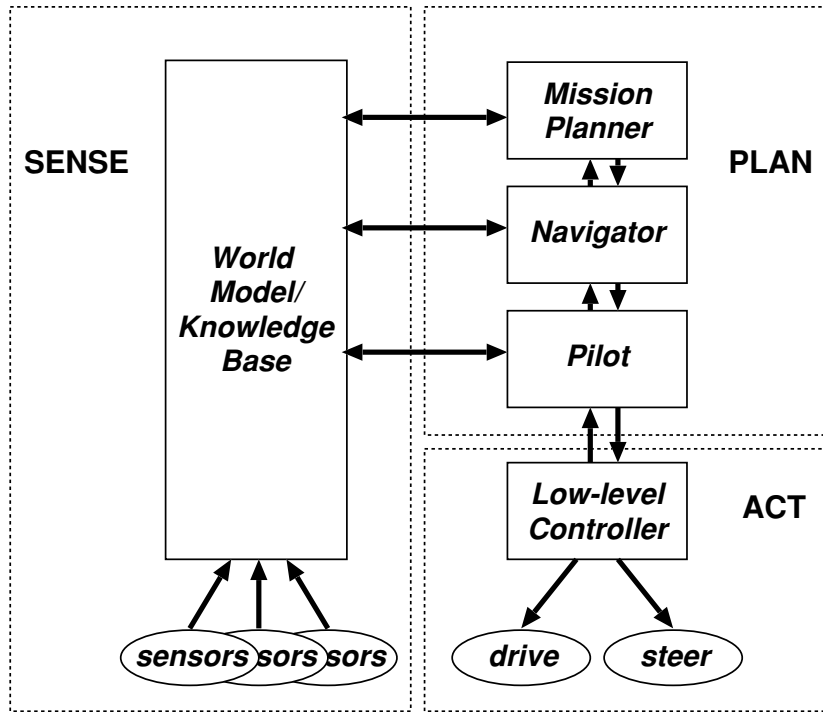 SENSE
World
Model/
Knowledge
Base
sensors
sors
sors
PLAN
Mission
Planner
Navigator
Pilot
ACT
Low-level
Controller
drive
steer